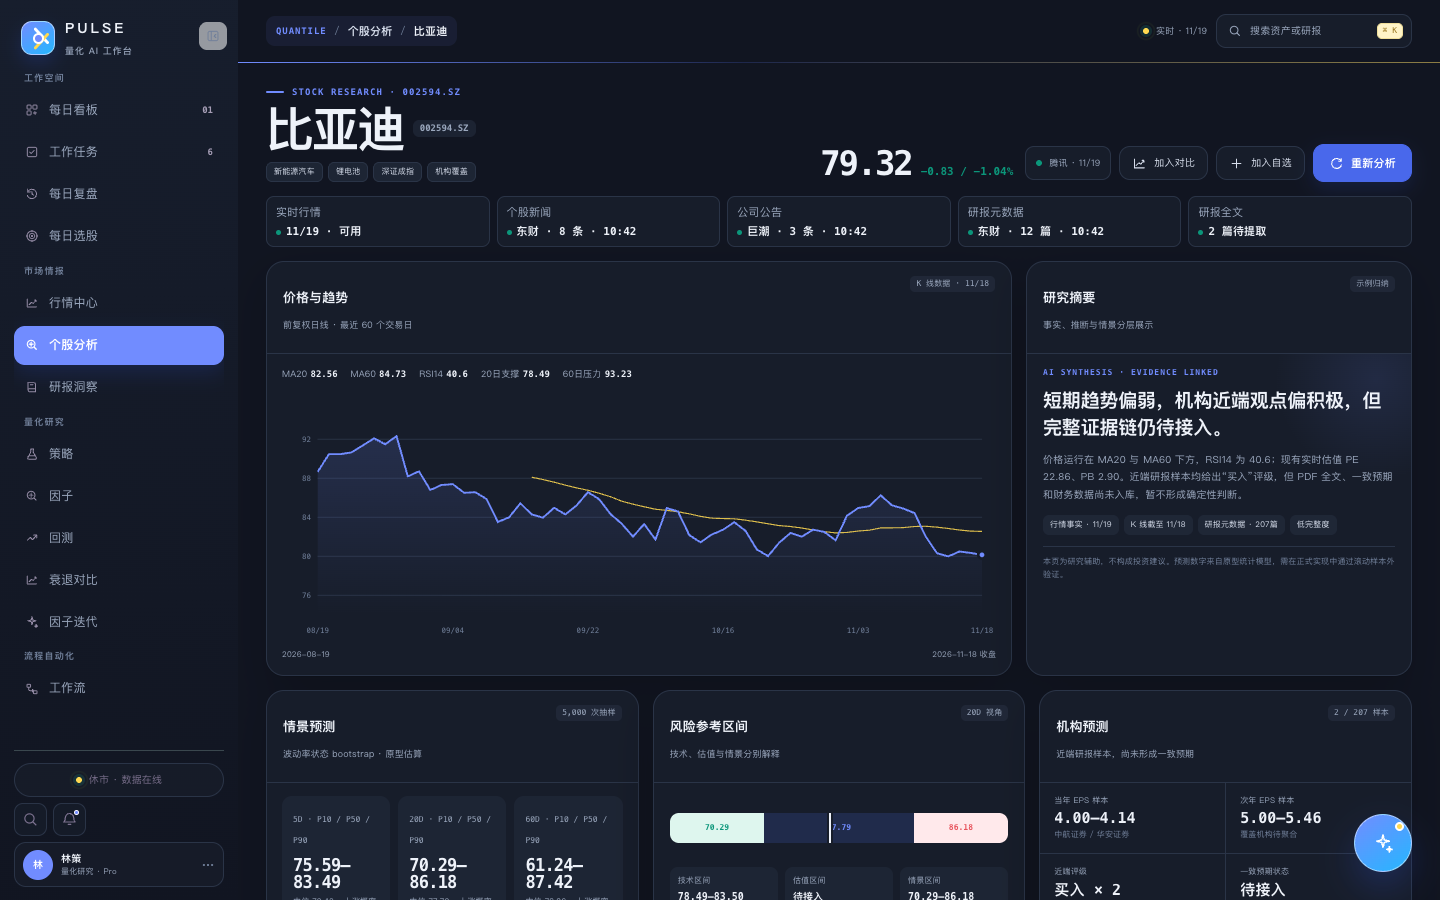 PULSE
量化 AI 工作台
工作空间
每日看板 01
工作任务 6
每日复盘
每日选股
市场情报
行情中心
个股分析
研报洞察
量化研究
策略
因子
回测
衰退对比
因子迭代
流程自动化
工作流
休市 · 数据在线
林
林策
量化研究 · Pro
QUANTILE / 个股分析 / 比亚迪
实时 · 11/19
搜索资产或研报
⌘ K
STOCK RESEARCH · 002594.SZ
比亚迪 002594.SZ
新能源汽车 锂电池 深证成指 机构覆盖
79.32 −0.83 / −1.04%
腾讯 · 11/19
加入对比
加入自选
重新分析
实时行情
11/19 · 可用
个股新闻
东财 · 8 条 · 10:42
公司公告
巨潮 · 3 条 · 10:42
研报元数据
东财 · 12 篇 · 10:42
研报全文
2 篇待提取
K 线数据 · 11/18
价格与趋势
前复权日线 · 最近 60 个交易日
MA20 82.56 MA60 84.73 RSI14 40.6 20日支撑 78.49 60日压力 93.23
92
88
84
80
76
08/19 09/04 09/22 10/16 11/03 11/18
2026-08-19 2026-11-18 收盘
示例归纳
研究摘要
事实、推断与情景分层展示
AI SYNTHESIS · EVIDENCE LINKED
短期趋势偏弱，机构近端观点偏积极，但
完整证据链仍待接入。
价格运行在 MA20 与 MA60 下方，RSI14 为 40.6；现有实时估值 PE
22.86、PB 2.90。近端研报样本均给出“买入”评级，但 PDF 全文、一致预期
和财务数据尚未入库，暂不形成确定性判断。
行情事实 · 11/19 K 线截至 11/18 研报元数据 · 207篇 低完整度
本页为研究辅助，不构成投资建议。预测数字来自原型统计模型，需在正式实现中通过滚动样本外
验证。
5,000 次抽样
情景预测
波动率状态 bootstrap · 原型估算
5D · P10 / P50 /
P90
75.59–
83.49
20D · P10 / P50 /
P90
70.29–
86.18
60D · P10 / P50 /
P90
61.24–
87.42
20D 视角
风险参考区间
技术、估值与情景分别解释
70.29 7.79 86.18
技术区间
78.49–83.50
估值区间
待接入
情景区间
70.29–86.18
2 / 207 样本
机构预测
近端研报样本，尚未形成一致预期
当年 EPS 样本
4.00–4.14
中航证券 / 华安证券
次年 EPS 样本
5.00–5.46
覆盖机构待聚合
近端评级
买入 × 2
一致预期状态
待接入